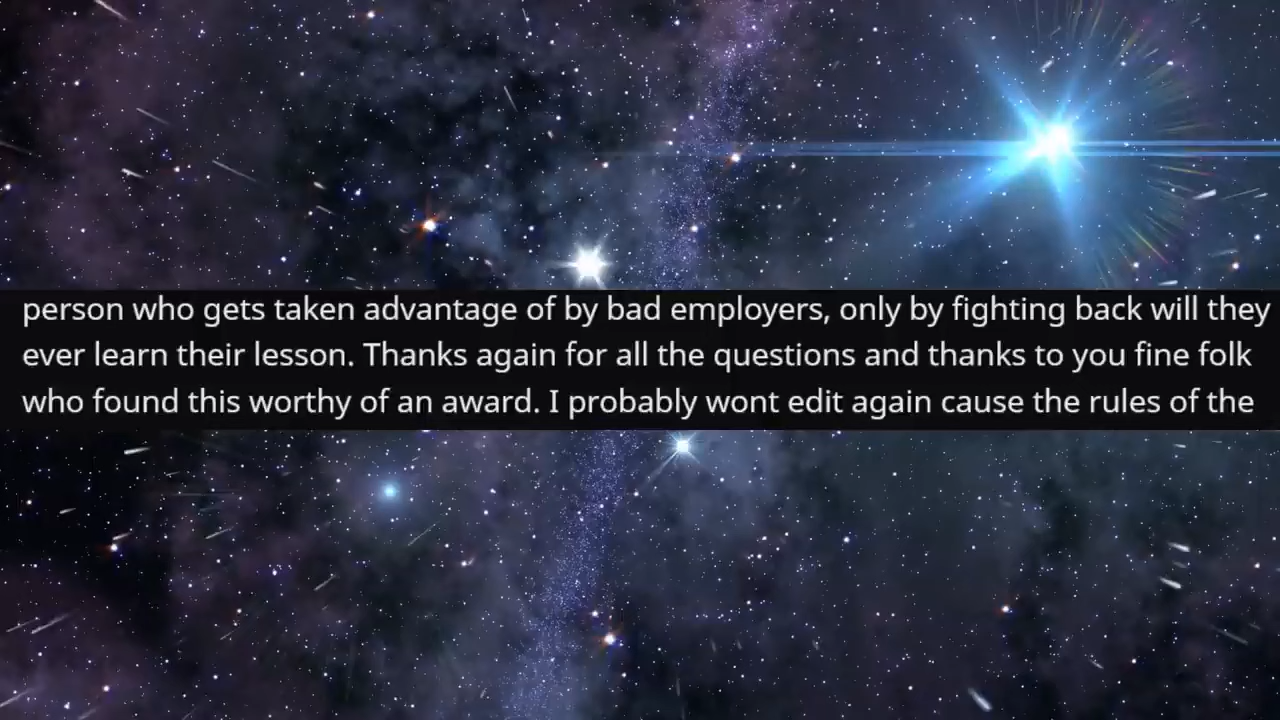 person who gets taken advantage of by bad employers, only by fighting back will they
ever learn their lesson. Thanks again for all the questions and thanks to you fine folk
who found this worthy of an award. I probably wont edit again cause the rules of the